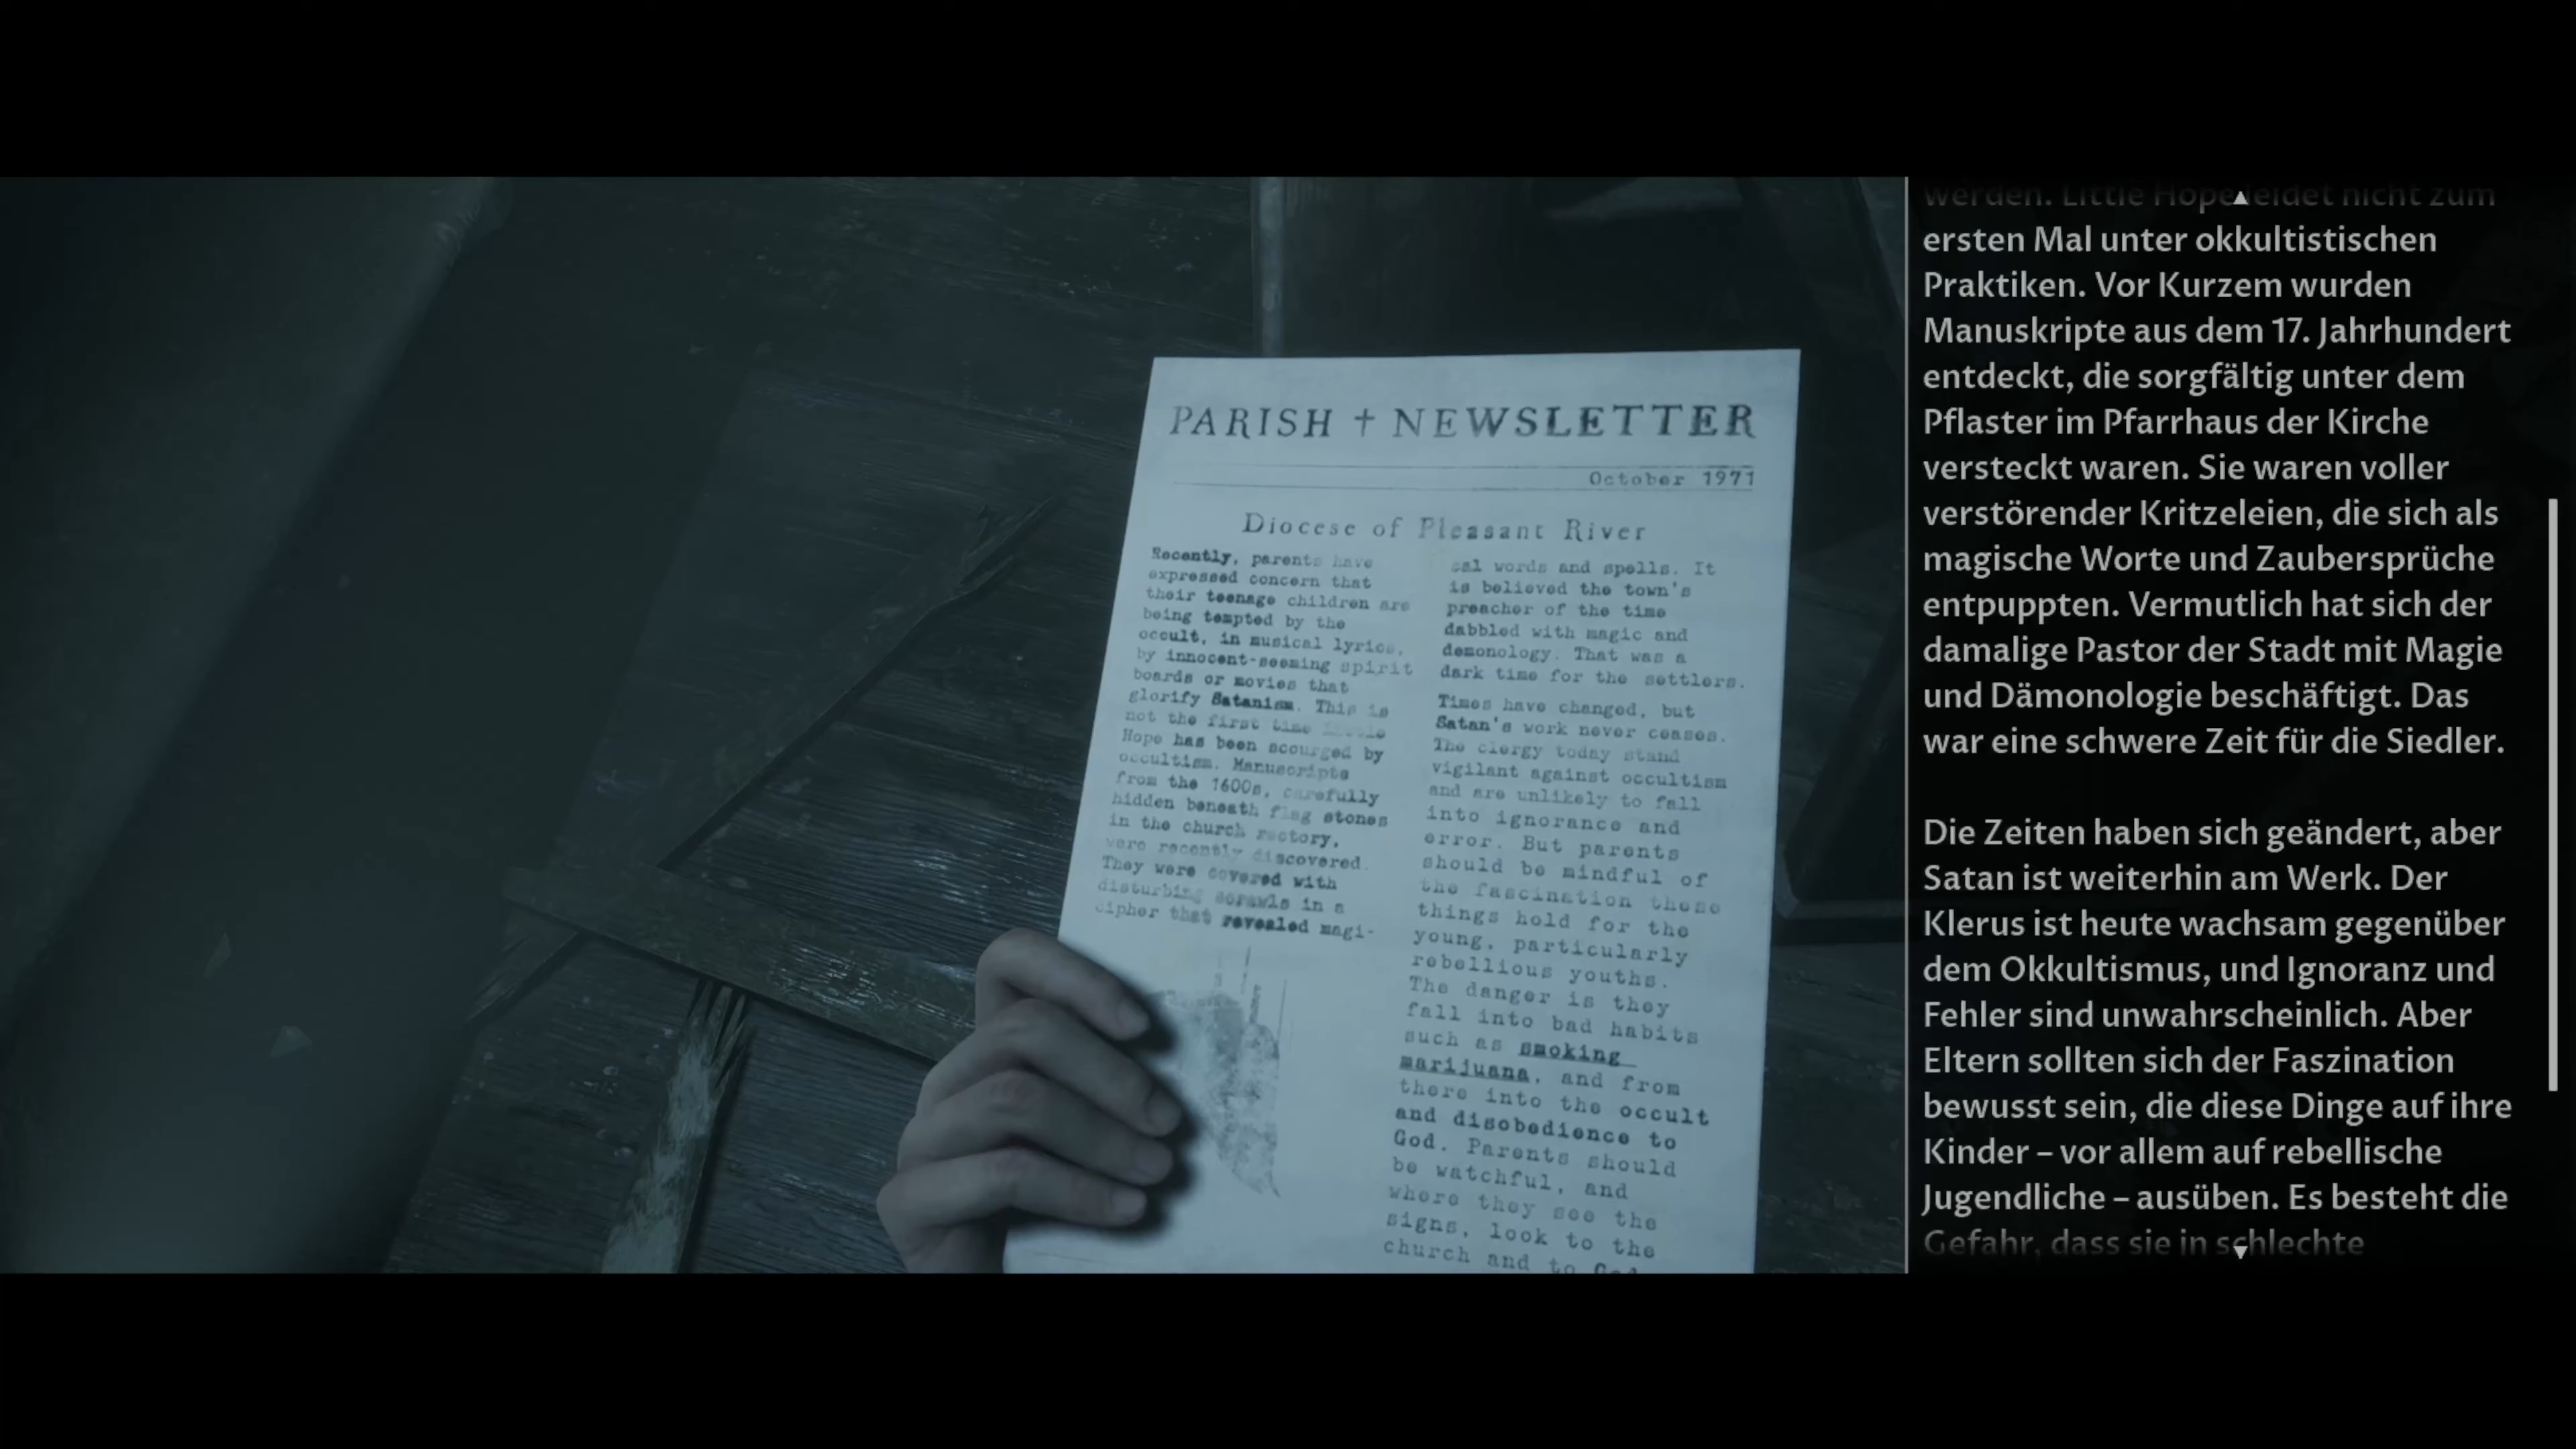 PARISH † NEWSLETTER
October 1971
Diocese of Pleasant River
Recently, parents have
expressed concern that
their teenage children are
being tempted by the
occult, in musical lyrics,
by innocent-seeming spirit
boards or movies that
glorify Satanism. This is
not the first time
Hope has been scourged by
occultism. Manuscripts
from the 1600s, carefully
hidden beneath flag stones
in the church rectory,
were recently discovered.
They were covered with
disturbing scrawls in a
cipher that revealed magi-
cal words and spells. It
is believed the town's
preacher of the time
dabbled with magic and
demonology. That was a
dark time for the settlers.
Times have changed, but
Satan's work never ceases.
The clergy today stand
vigilant against occultism
and are unlikely to fall
into ignorance and
error. But parents
should be mindful of
the fascination these
things hold for the
young, particularly
rebellious youths.
The danger is they
fall into bad habits
such as smoking
marijuana, and from
there into the occult
and disobedience to
God. Parents should
be watchful, and
where they see the
signs, look to the
church and to
werden. Little Hope leidet nicht zum
ersten Mal unter okkultistischen
Praktiken. Vor Kurzem wurden
Manuskripte aus dem 17. Jahrhundert
entdeckt, die sorgfältig unter dem
Pflaster im Pfarrhaus der Kirche
versteckt waren. Sie waren voller
verstörender Kritzeleien, die sich als
magische Worte und Zaubersprüche
entpuppten. Vermutlich hat sich der
damalige Pastor der Stadt mit Magie
und Dämonologie beschäftigt. Das
war eine schwere Zeit für die Siedler.
Die Zeiten haben sich geändert, aber
Satan ist weiterhin am Werk. Der
Klerus ist heute wachsam gegenüber
dem Okkultismus, und Ignoranz und
Fehler sind unwahrscheinlich. Aber
Eltern sollten sich der Faszination
bewusst sein, die diese Dinge auf ihre
Kinder – vor allem auf rebellische
Jugendliche – ausüben. Es besteht die
Gefahr, dass sie in schlechte